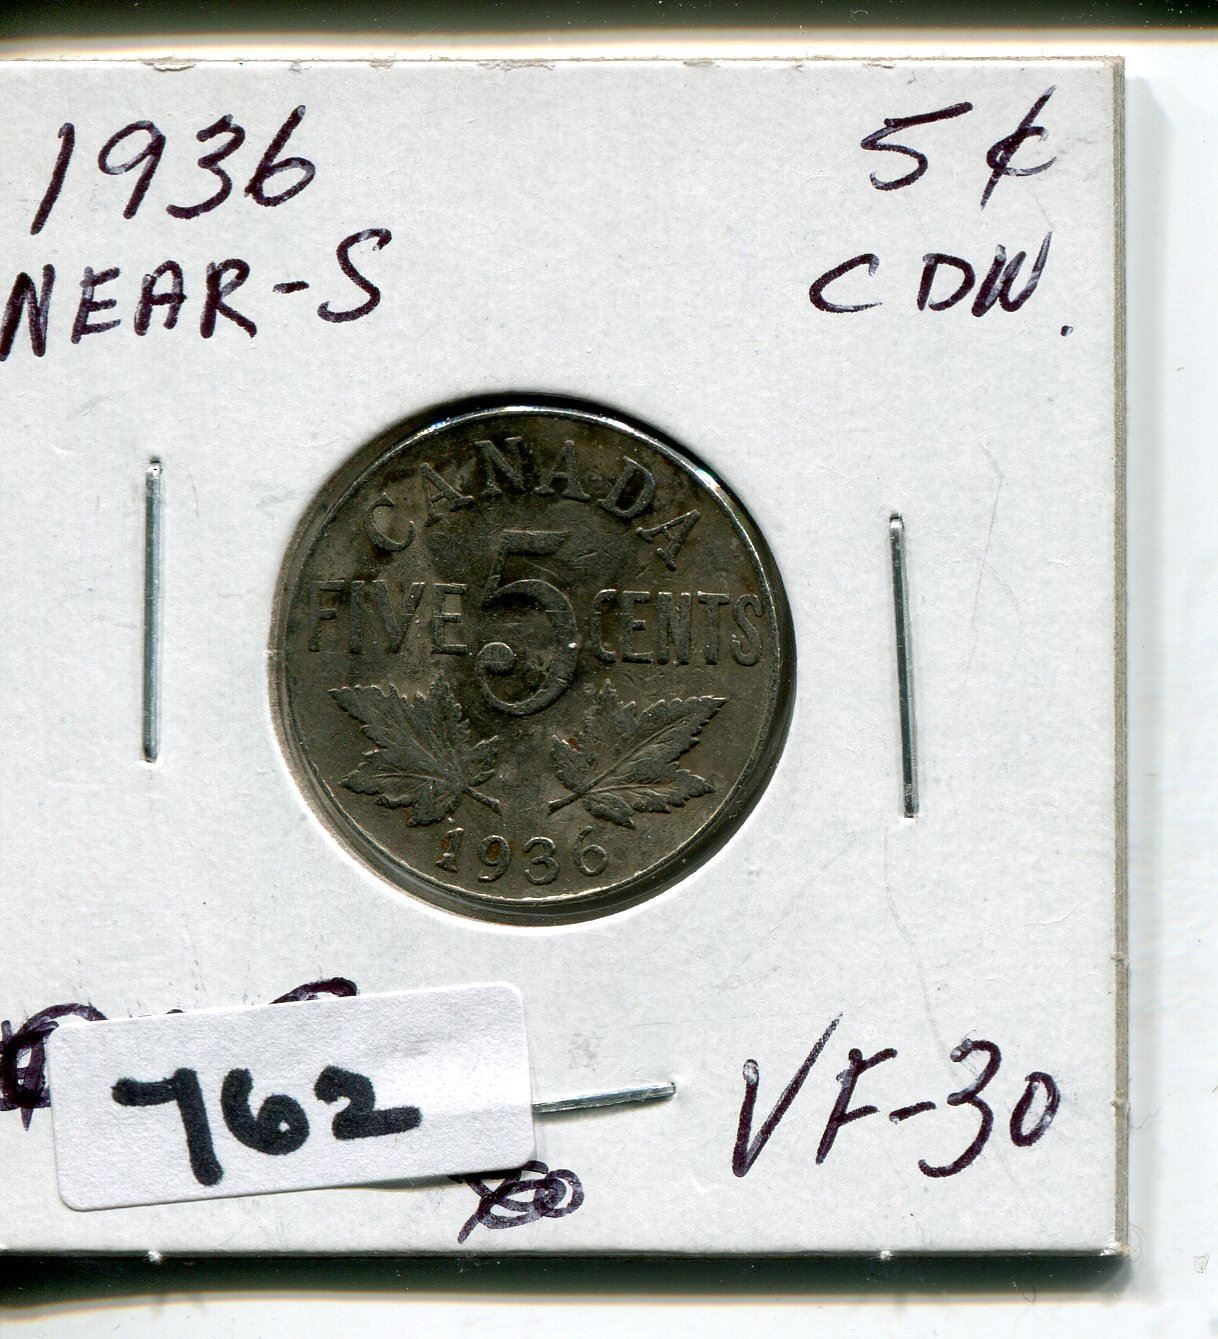 1936 5¢
NEAR-S CDN.
CANADA
FIVE 5 CENTS
1936
762
VF-30